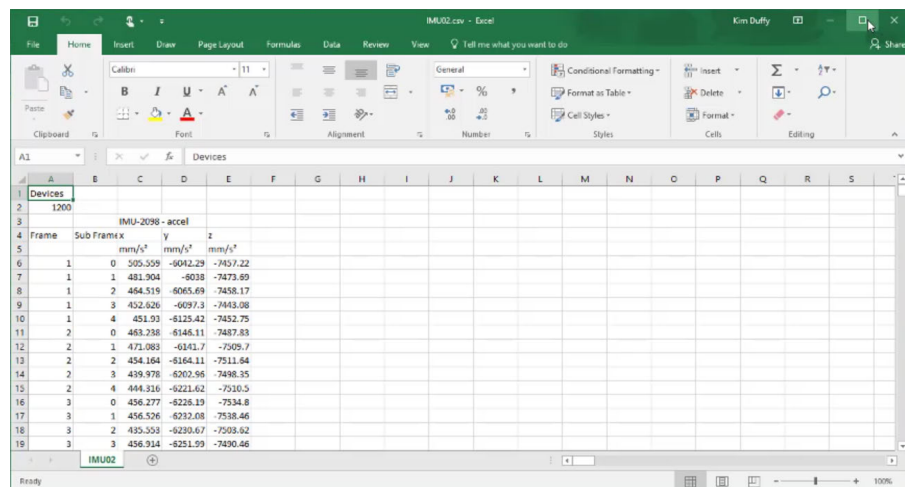 IMU02.csv - Excel
Kim Duffy
File Home Insert Draw Page Layout Formulas Data Review View Tell me what you want to do Share
Calibri 11 General Conditional Formatting Insert
Paste B I U A A % , Format as Table Delete
A Cell Styles Format
Clipboard Font Alignment Number Styles Cells Editing
A1 fx Devices
A B C D E F G H I J K L M N O P Q R S
1 Devices
2 1200
3 IMU-2098 - accel
4 Frame Sub Frame x y z
5 mm/s² mm/s² mm/s²
6 1 0 505.559 -6042.29 -7457.22
7 1 1 481.904 -6038 -7473.69
8 1 2 464.519 -6065.69 -7458.17
9 1 3 452.626 -6097.3 -7443.08
10 1 4 451.93 -6125.42 -7452.75
11 2 0 463.238 -6146.11 -7487.83
12 2 1 471.083 -6141.7 -7509.7
13 2 2 454.164 -6164.11 -7511.64
14 2 3 439.978 -6202.96 -7498.35
15 2 4 444.316 -6221.62 -7510.5
16 3 0 456.277 -6226.19 -7534.8
17 3 1 456.526 -6232.08 -7538.46
18 3 2 435.553 -6230.67 -7503.62
19 3 3 456.914 -6251.99 -7490.46
IMU02
Ready 100%